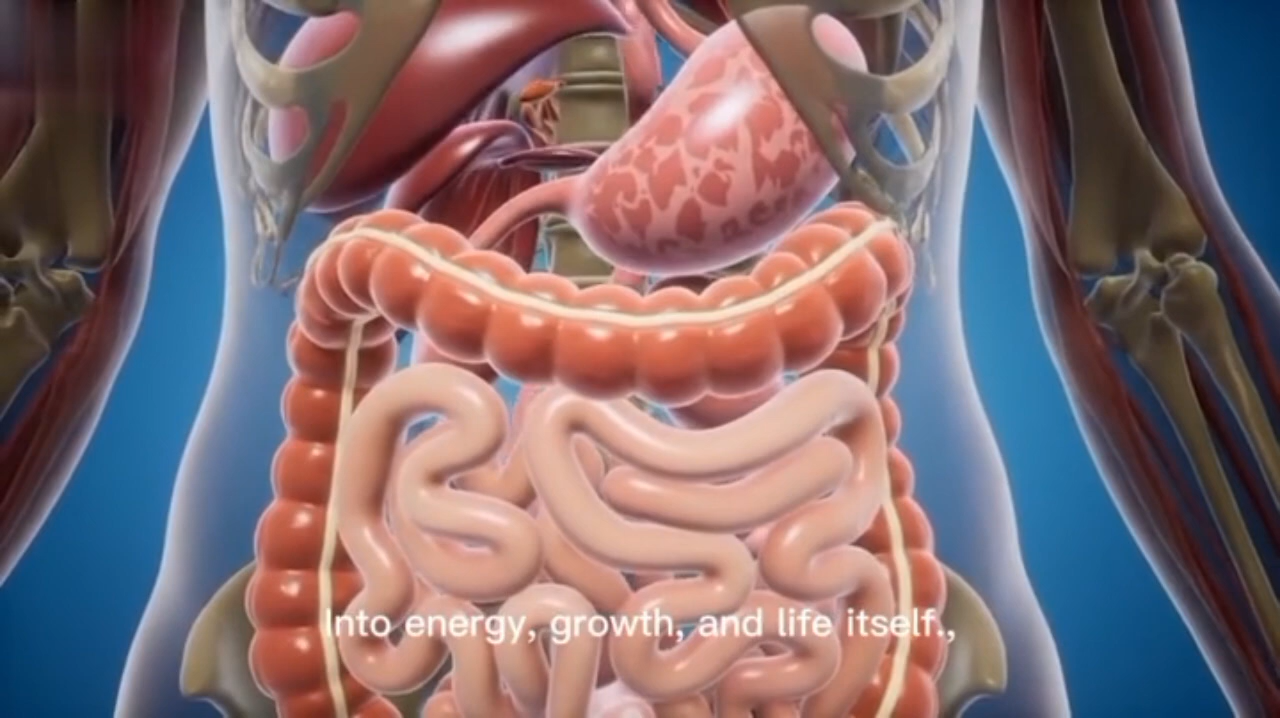 Into energy, growth, and life itself.,